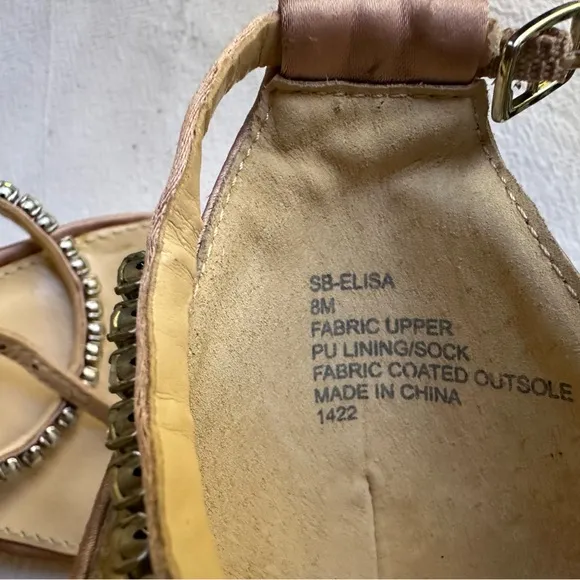 SB-ELISA
8M
FABRIC UPPER
PU LINING/SOCK
FABRIC COATED OUTSOLE
MADE IN CHINA
1422